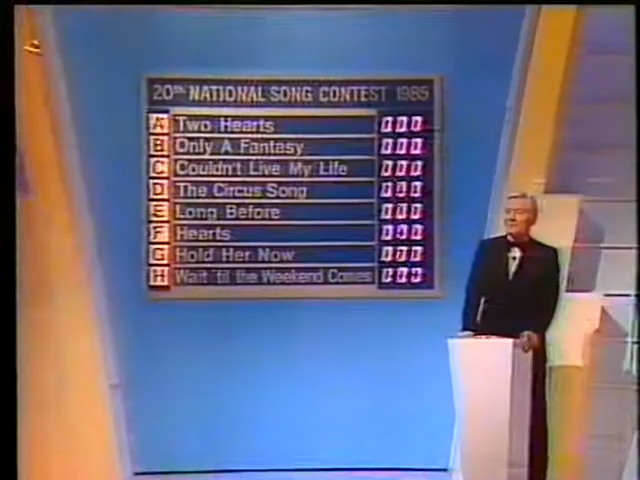 20th NATIONAL SONG CONTEST 1985
A Two Hearts
B Only A Fantasy
C Couldn't Live My Life
D The Circus Song
E Long Before
F Hearts
G Hold Her Now
H Wait 'til the Weekend Comes